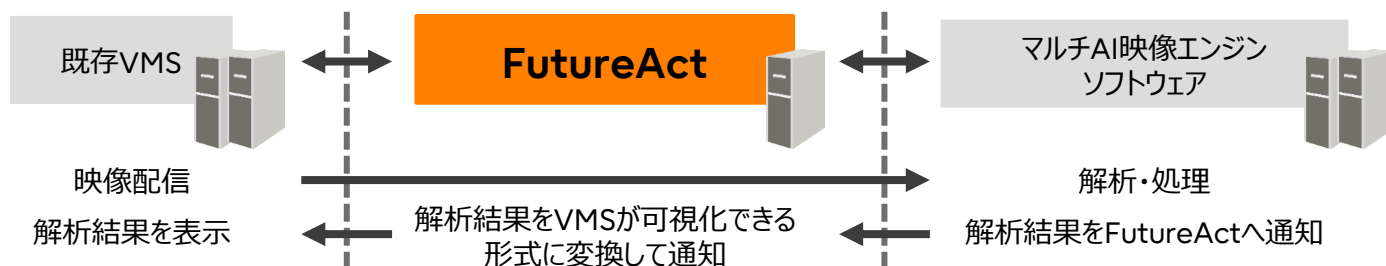 既存VMS
FutureAct
マルチAI映像エンジン
ソフトウェア
映像配信
解析・処理
解析結果を表示
解析結果をVMSが可視化できる
形式に変換して通知
解析結果をFutureActへ通知